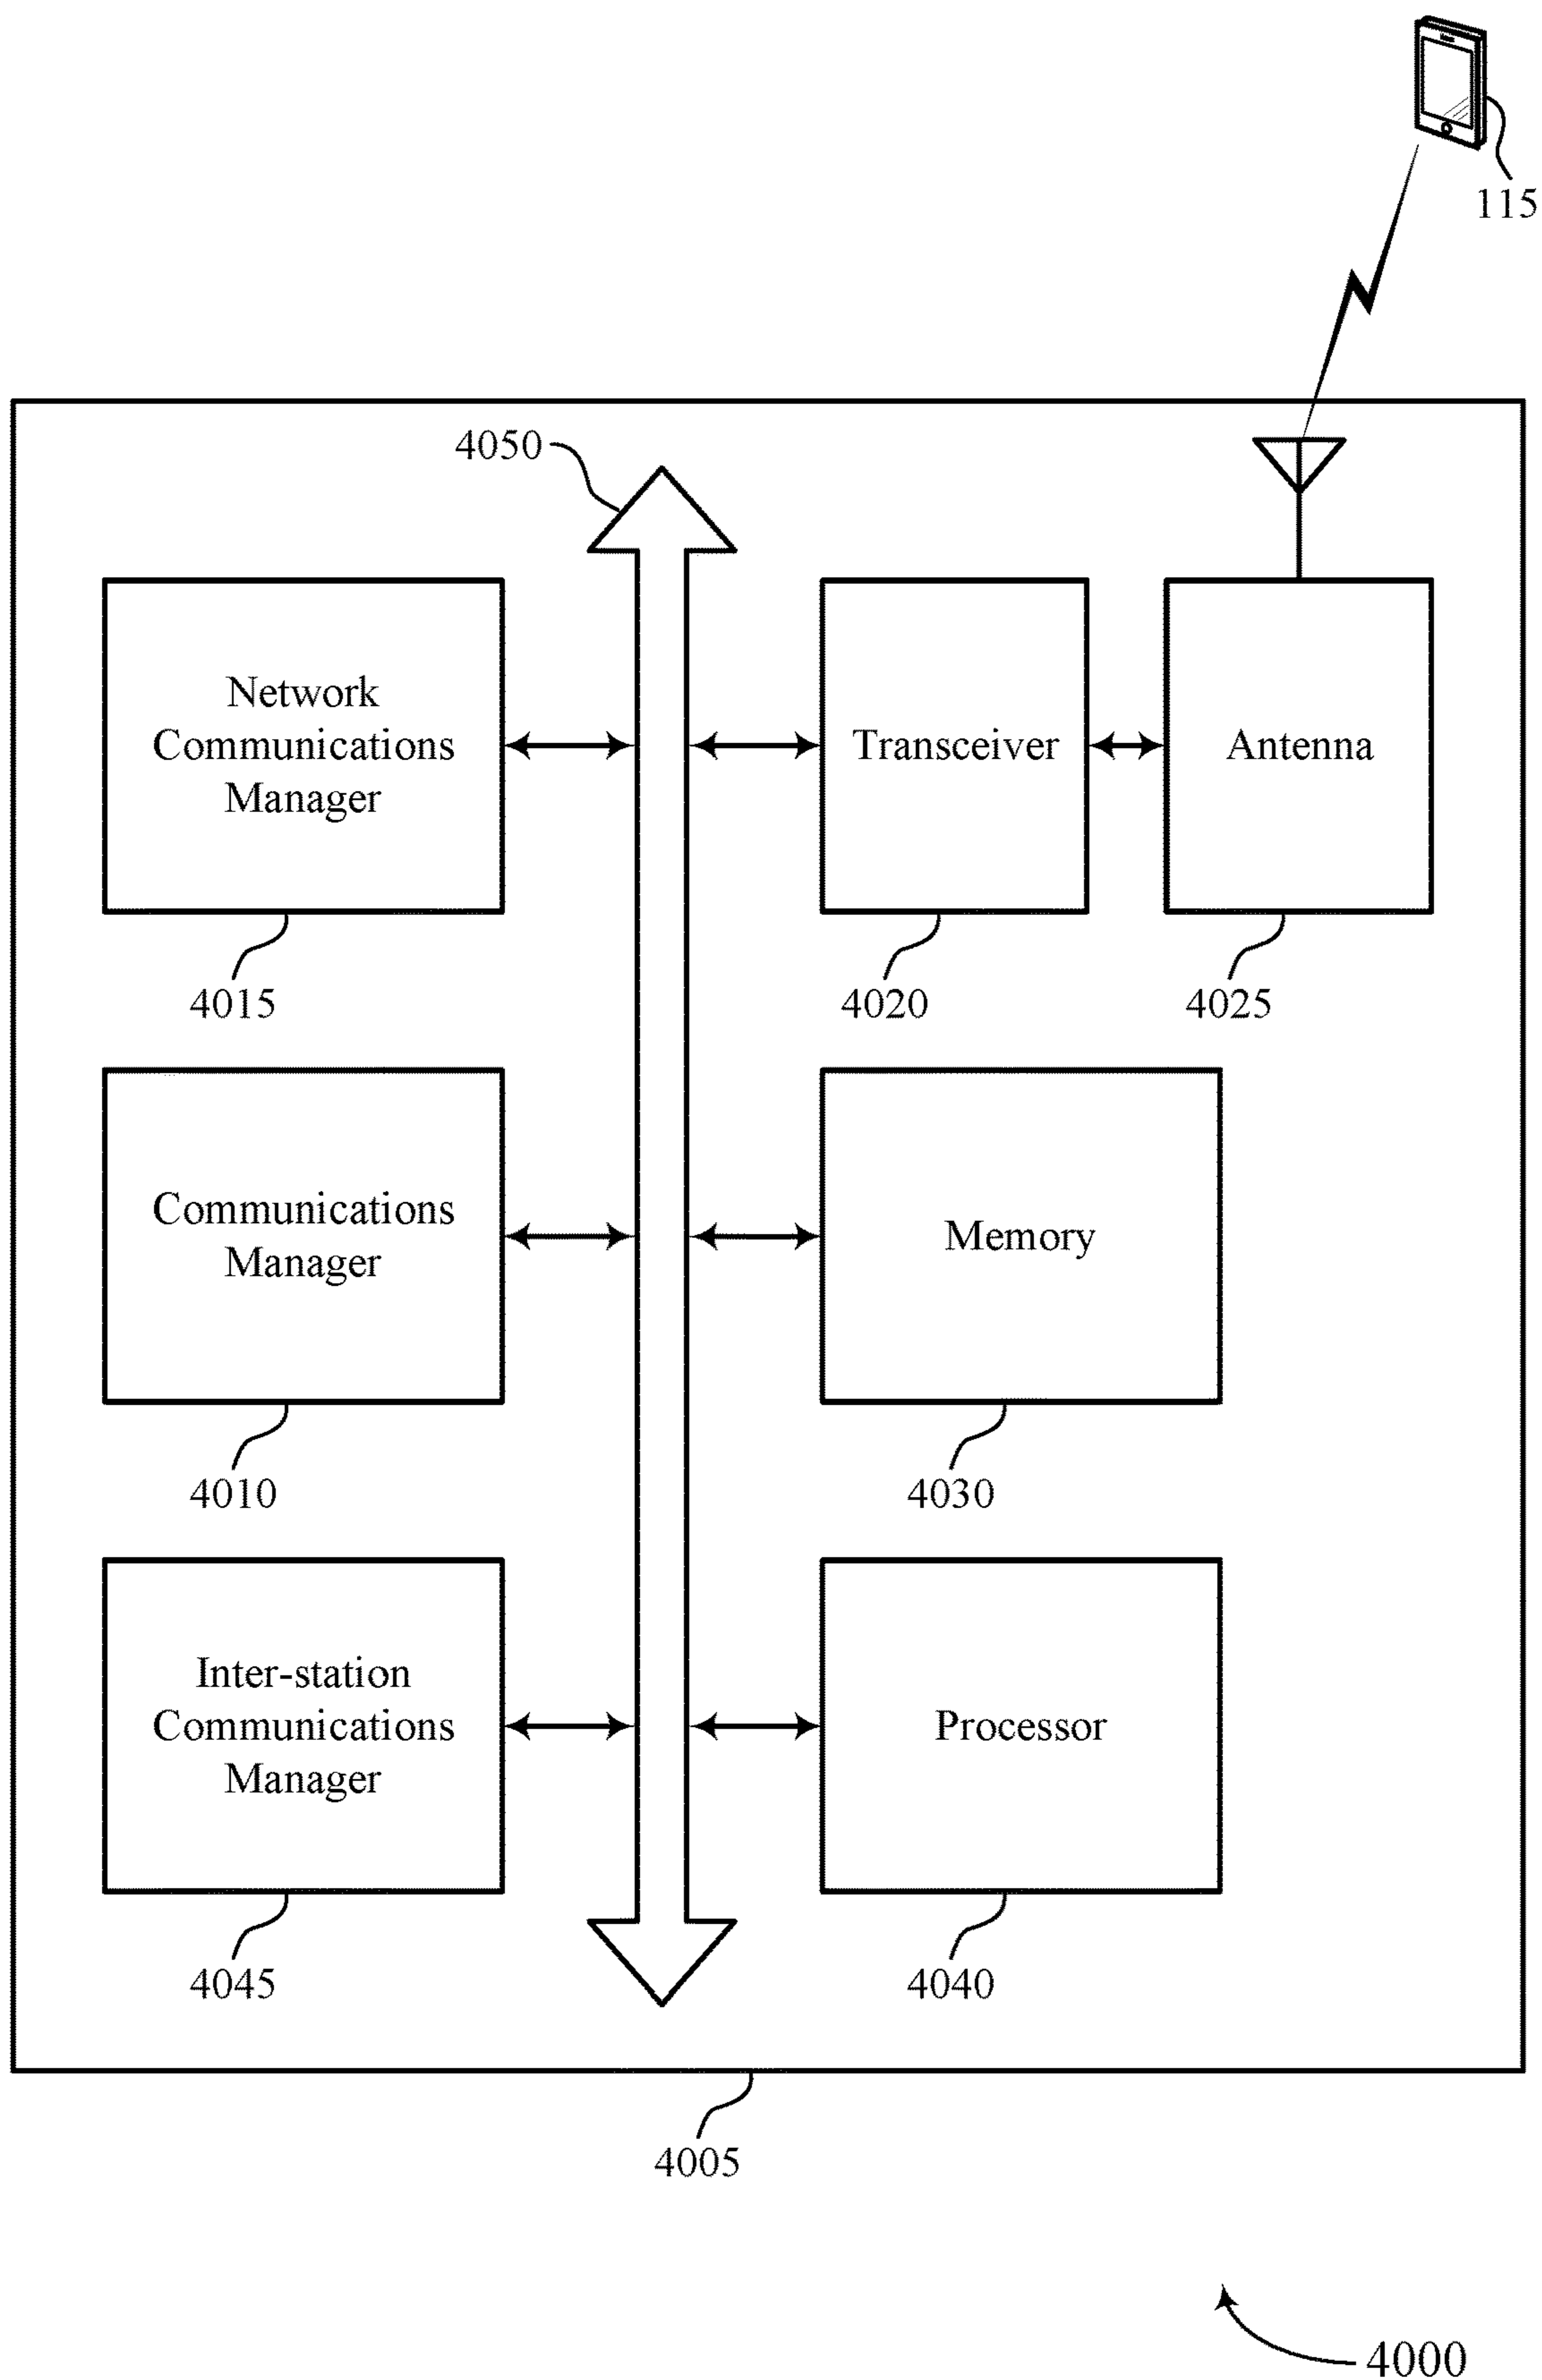 115
4050
Network
Communications
Manager
Transceiver
Antenna
4015
4020
4025
Communications
Manager
Memory
4010
4030
Inter-station
Communications
Manager
Processor
4045
4040
4005
4000